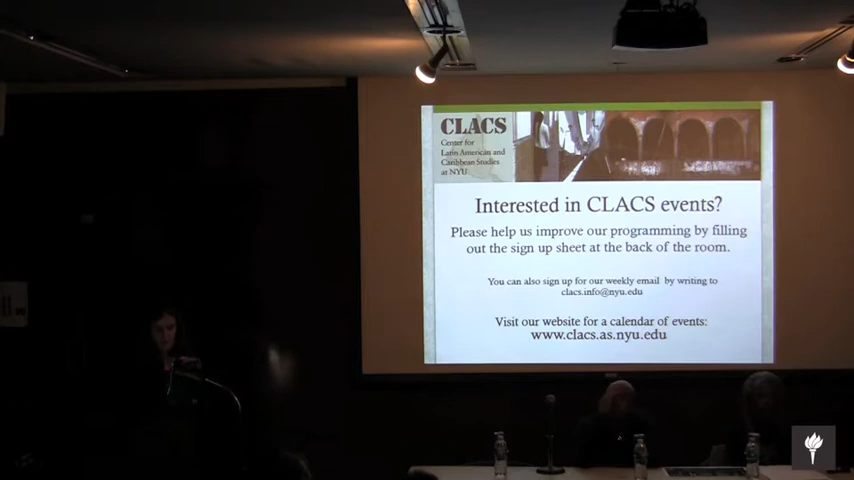 CLACS
Center for
Latin American and
Caribbean Studies
at NYU
Interested in CLACS events?
Please help us improve our programming by filling
out the sign up sheet at the back of the room.
You can also sign up for our weekly email by writing to
clacs.info@nyu.edu
Visit our website for a calendar of events:
www.clacs.as.nyu.edu